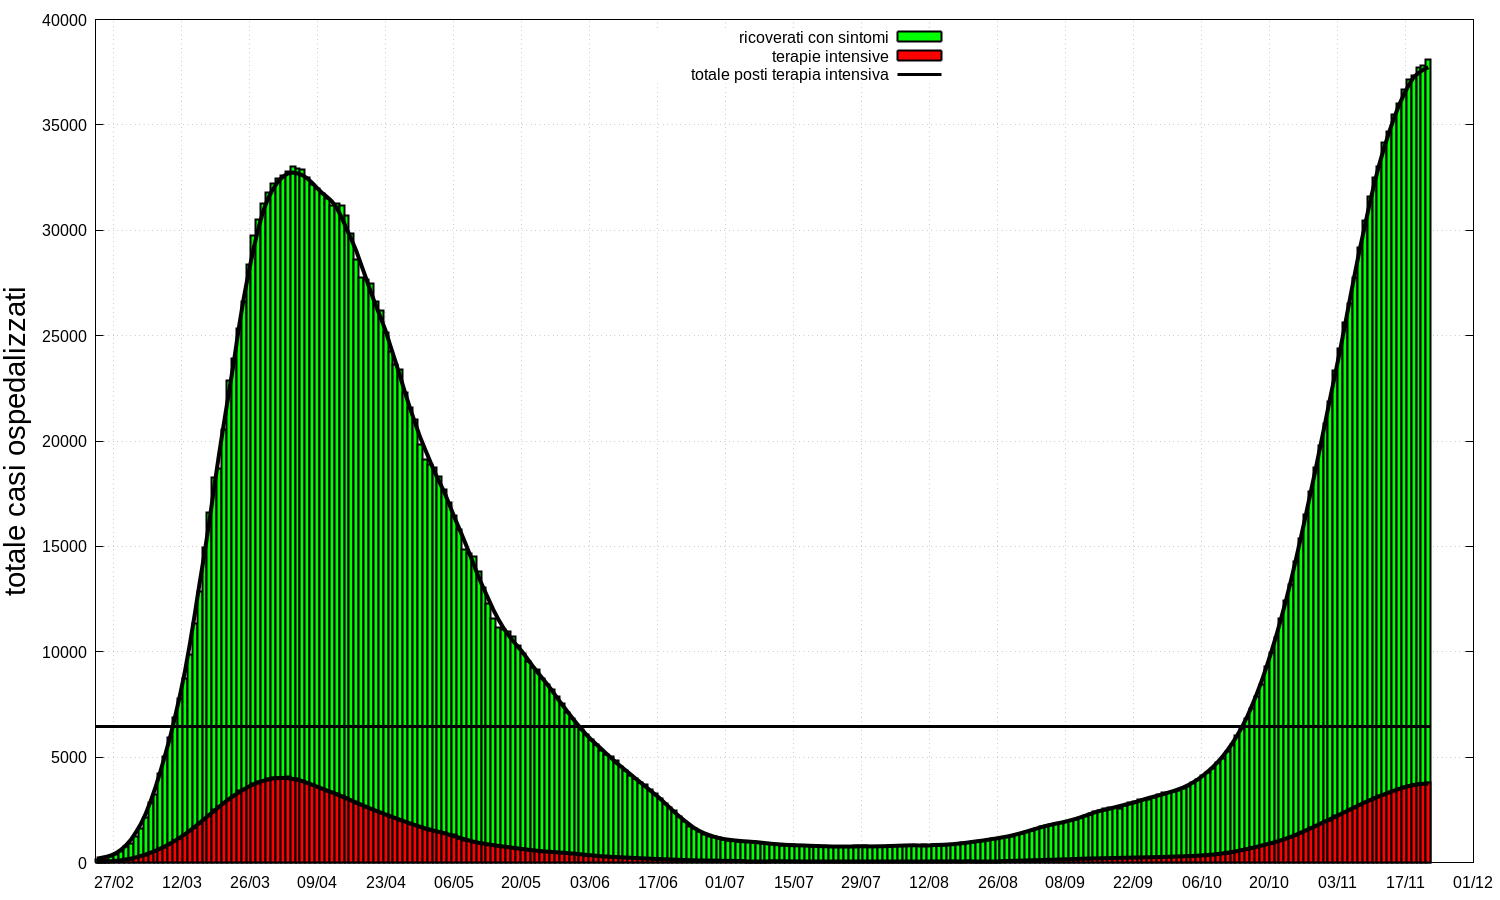 totale casi ospedalizzati
ricoverati con sintomi
terapie intensive
totale posti terapia intensiva
40000
35000
30000
25000
20000
15000
10000
5000
0
27/02 12/03 26/03 09/04 23/04 06/05 20/05 03/06 17/06 01/07 15/07 29/07 12/08 26/08 08/09 22/09 06/10 20/10 03/11 17/11 01/12